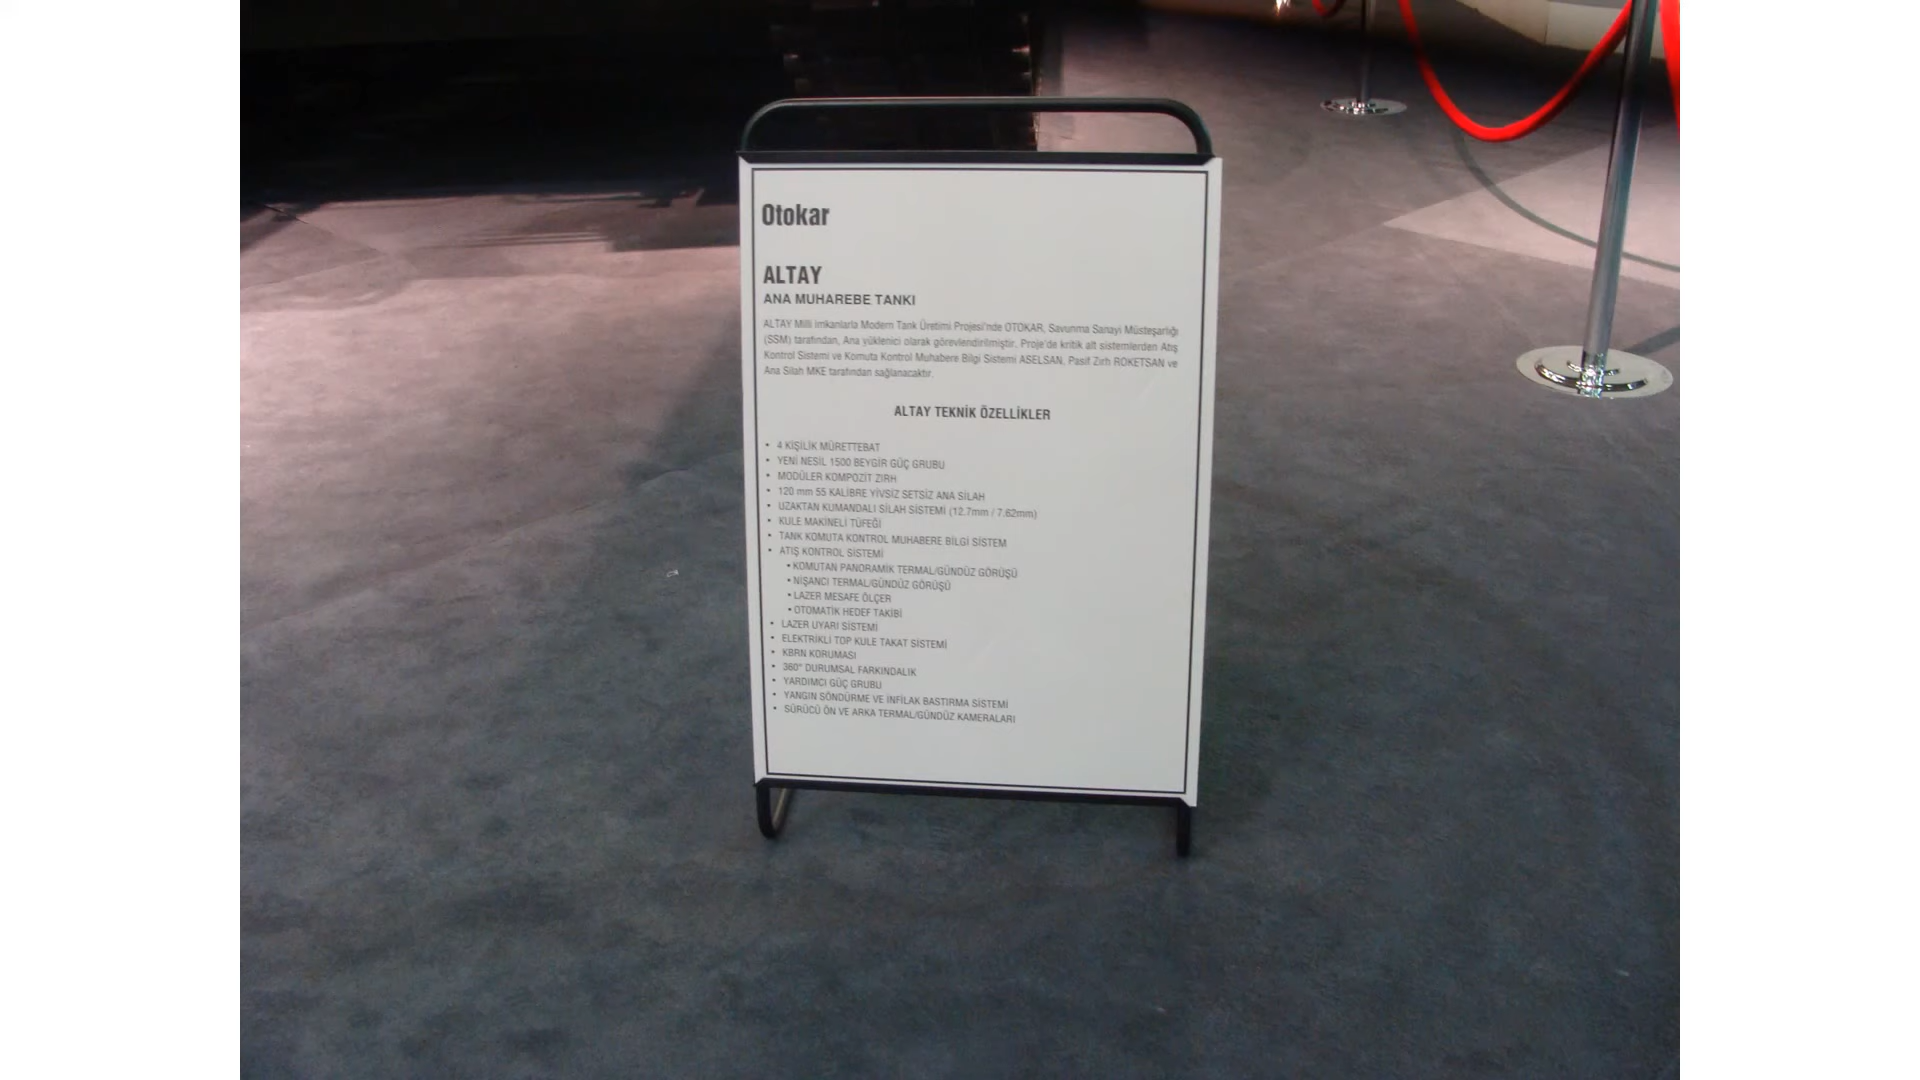 Otokar
ALTAY
ANA MUHAREBE TANKI
ALTAY Milli imkanlarla Modern Tank Üretimi Projesi'nde OTOKAR, Savunma Sanayi Müsteşarlığı
(SSM) tarafından, Ana yüklenici olarak görevlendirilmiştir. Proje'de kritik alt sistemlerden Atış
Kontrol Sistemi ve Komuta Kontrol Muhabere Bilgi Sistemi ASELSAN, Pasif Zırh ROKETSAN ve
Ana Silah MKE tarafından sağlanacaktır.
ALTAY TEKNİK ÖZELLİKLER
• 4 KİŞİLİK MÜRETTEBAT
• YENİ NESİL 1500 BEYGİR GÜÇ GRUBU
• MODÜLER KOMPOZİT ZIRH
• 120 mm 55 KALİBRE YİVSİZ SETSİZ ANA SİLAH
• UZAKTAN KUMANDALI SİLAH SİSTEMİ (12.7mm / 7.62mm)
• KULE MAKİNELİ TÜFEĞİ
• TANK KOMUTA KONTROL MUHABERE BİLGİ SİSTEM
• ATIŞ KONTROL SİSTEMİ
• KOMUTAN PANORAMİK TERMAL/GÜNDÜZ GÖRÜŞÜ
• NİŞANCI TERMAL/GÜNDÜZ GÖRÜŞÜ
• LAZER MESAFE ÖLÇER
• OTOMATİK HEDEF TAKİBİ
• LAZER UYARI SİSTEMİ
• ELEKTRİKLİ TOP KULE TAKAT SİSTEMİ
• KBRN KORUMASI
• 360° DURUMSAL FARKINDALIK
• YARDIMCI GÜÇ GRUBU
• YANGIN SÖNDÜRME VE İNFİLAK BASTIRMA SİSTEMİ
• SÜRÜCÜ ÖN VE ARKA TERMAL/GÜNDÜZ KAMERALARI